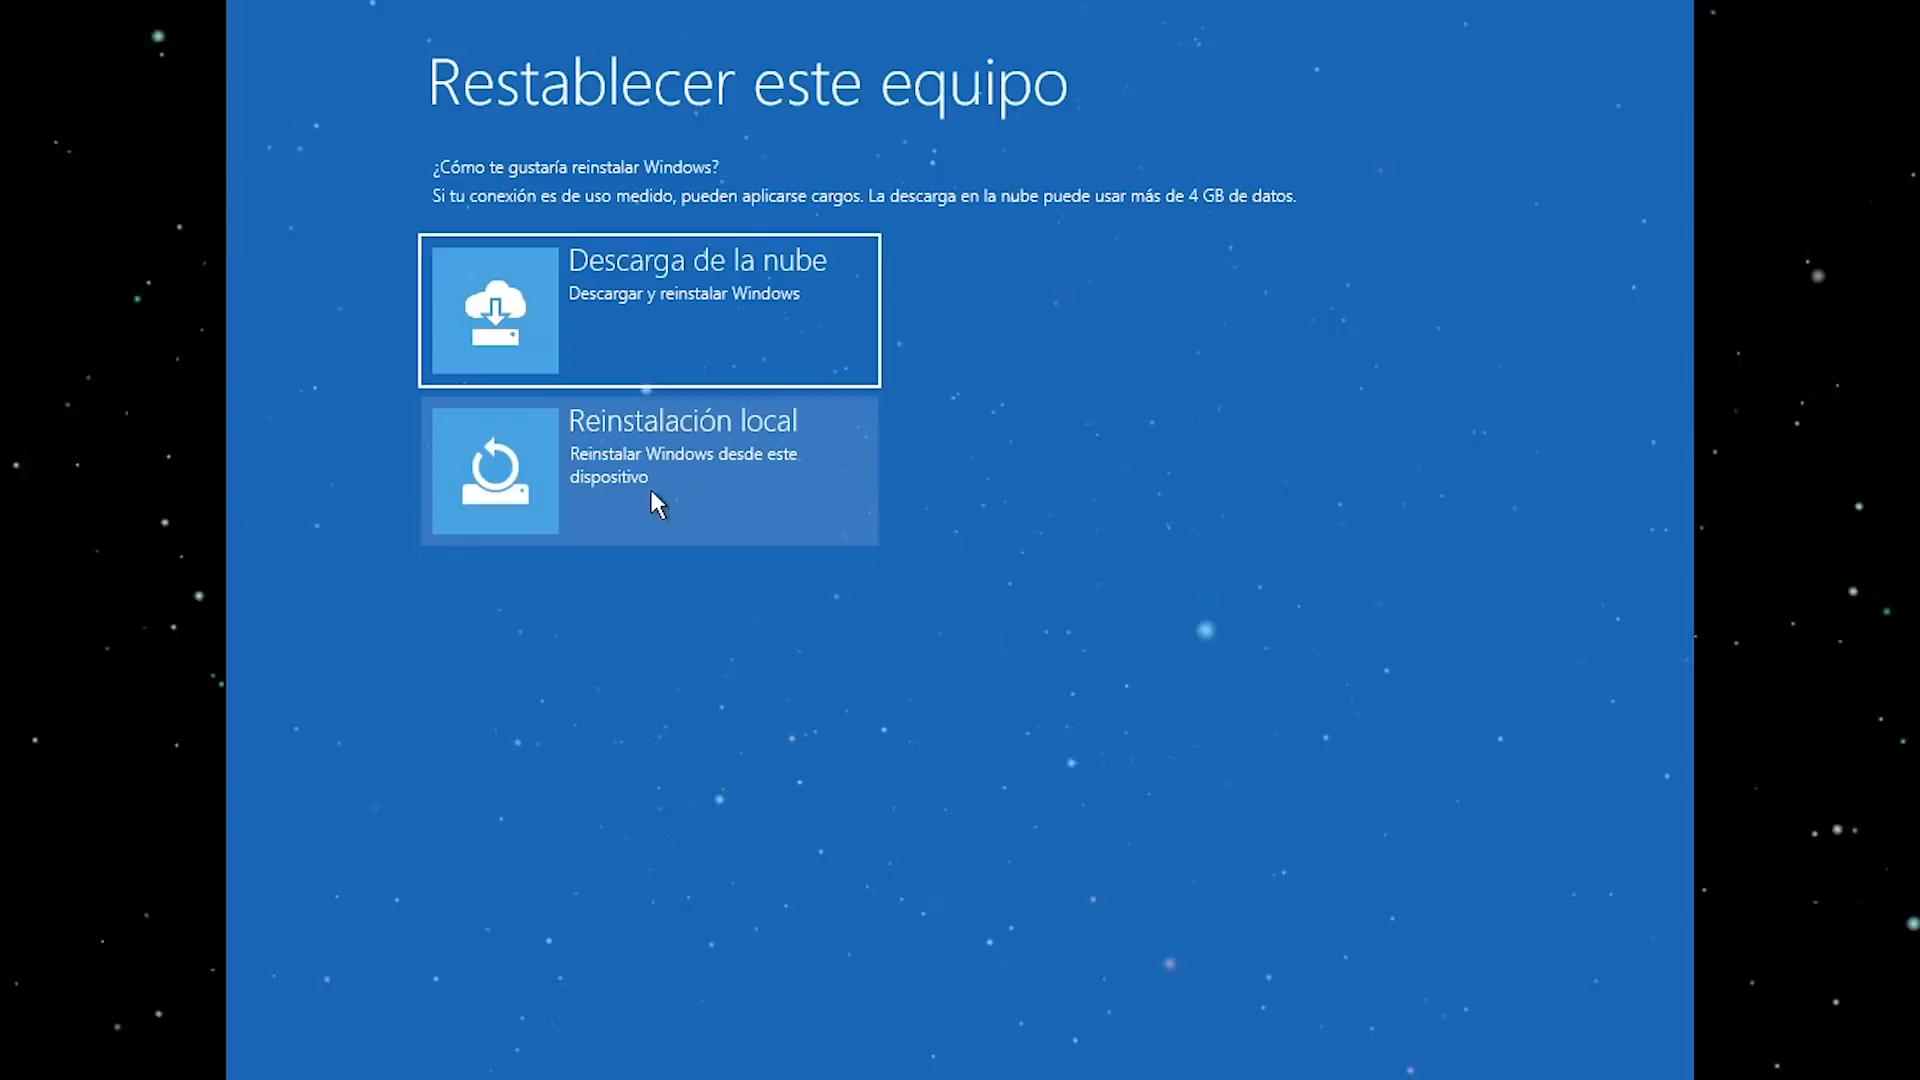 Restablecer este equipo
¿Cómo te gustaría reinstalar Windows?
Si tu conexión es de uso medido, pueden aplicarse cargos. La descarga en la nube puede usar más de 4 GB de datos.
Descarga de la nube
Descargar y reinstalar Windows
Reinstalación local
Reinstalar Windows desde este
dispositivo